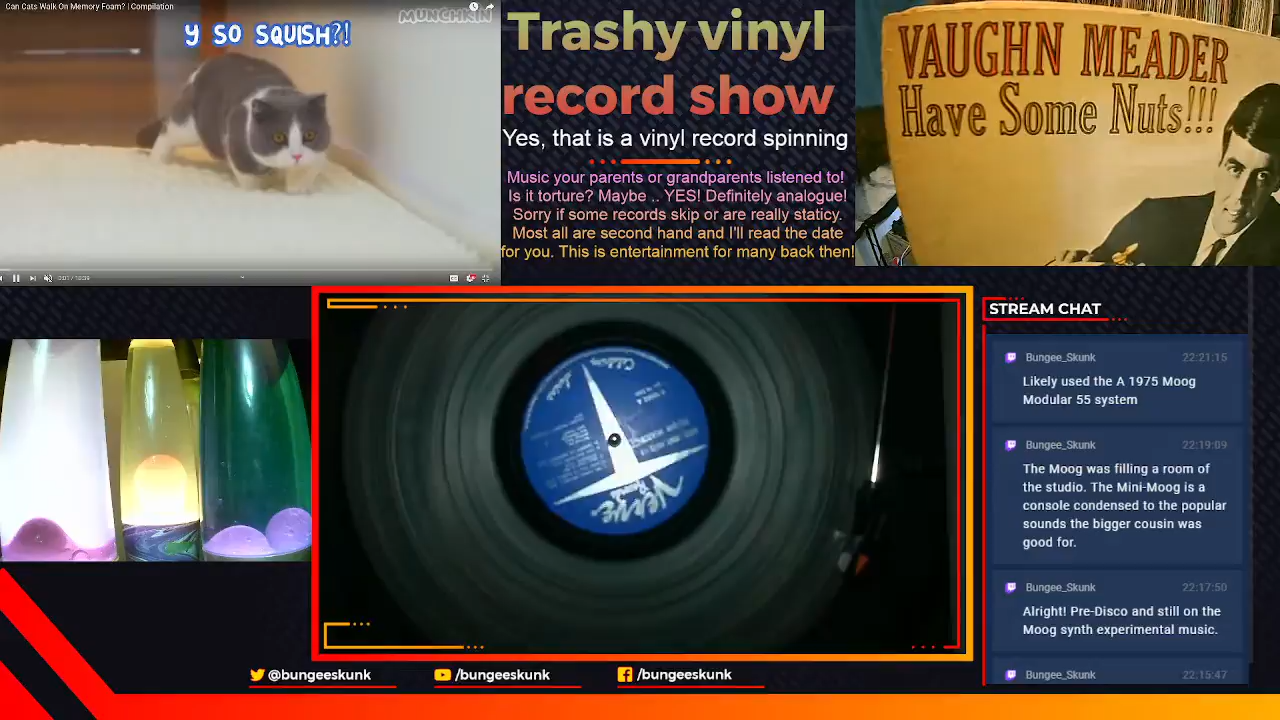 Can Cats Walk On Memory Foam? | Compilation
MUNCHKIN
Y SO SQUISH?!
Trashy vinyl
record show
Yes, that is a vinyl record spinning
Music your parents or grandparents listened to!
Is it torture? Maybe .. YES! Definitely analogue!
Sorry if some records skip or are really staticy.
Most all are second hand and I'll read the date
for you. This is entertainment for many back then!
VAUGHN MEADER
Have Some Nuts!!!
Verve
STREAM CHAT
Bungee_Skunk 22:21:15
Likely used the A 1975 Moog
Modular 55 system
Bungee_Skunk 22:19:09
The Moog was filling a room of
the studio. The Mini-Moog is a
console condensed to the popular
sounds the bigger cousin was
good for.
Bungee_Skunk 22:17:50
Alright! Pre-Disco and still on the
Moog synth experimental music.
Bungee_Skunk 22:15:47
@bungeeskunk
/bungeeskunk
/bungeeskunk